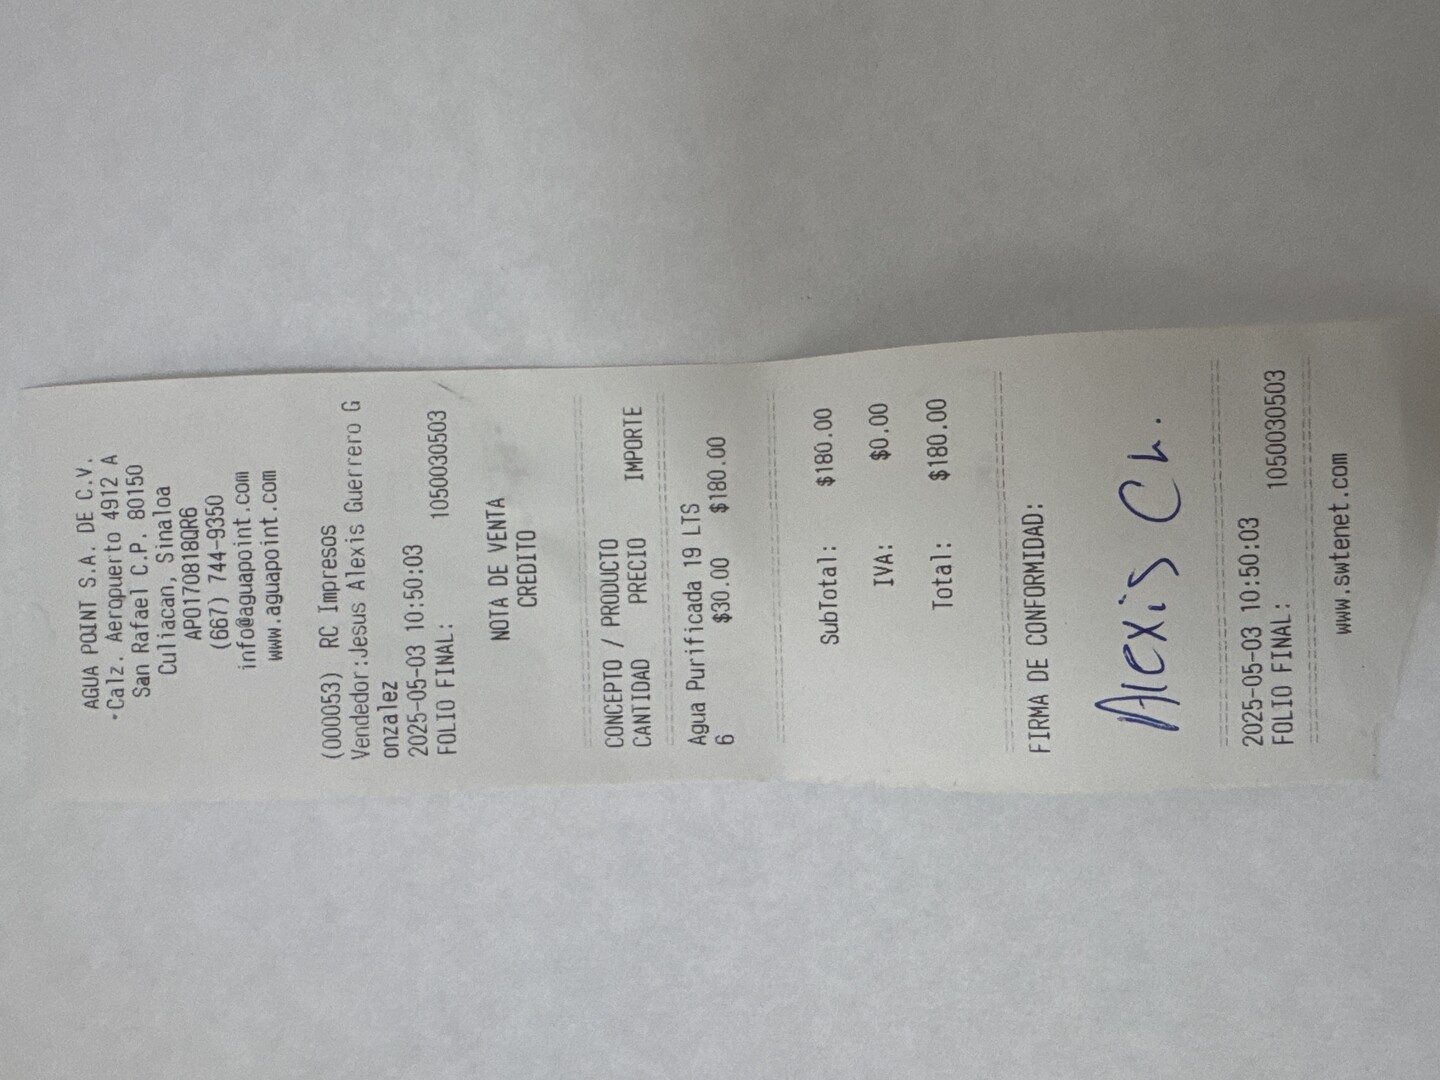 AGUA POINT S.A. DE C.V.
Calz. Aeropuerto 4912 A
San Rafael C.P. 80150
Culiacan, Sinaloa
APO170818QR6
(667) 744-9350
info@aguapoint.com
www.aguapoint.com
(000053) RC Impresos
Vendedor:Jesus Alexis Guerrero G
onzalez
2025-05-03 10:50:03
FOLIO FINAL: 1050030503
NOTA DE VENTA
CREDITO
CONCEPTO / PRODUCTO
CANTIDAD PRECIO IMPORTE
Agua Purificada 19 LTS
6 $30.00 $180.00
SubTotal: $180.00
IVA: $0.00
Total: $180.00
FIRMA DE CONFORMIDAD:
Alexis Ch.
2025-05-03 10:50:03
FOLIO FINAL: 1050030503
www.swtenet.com